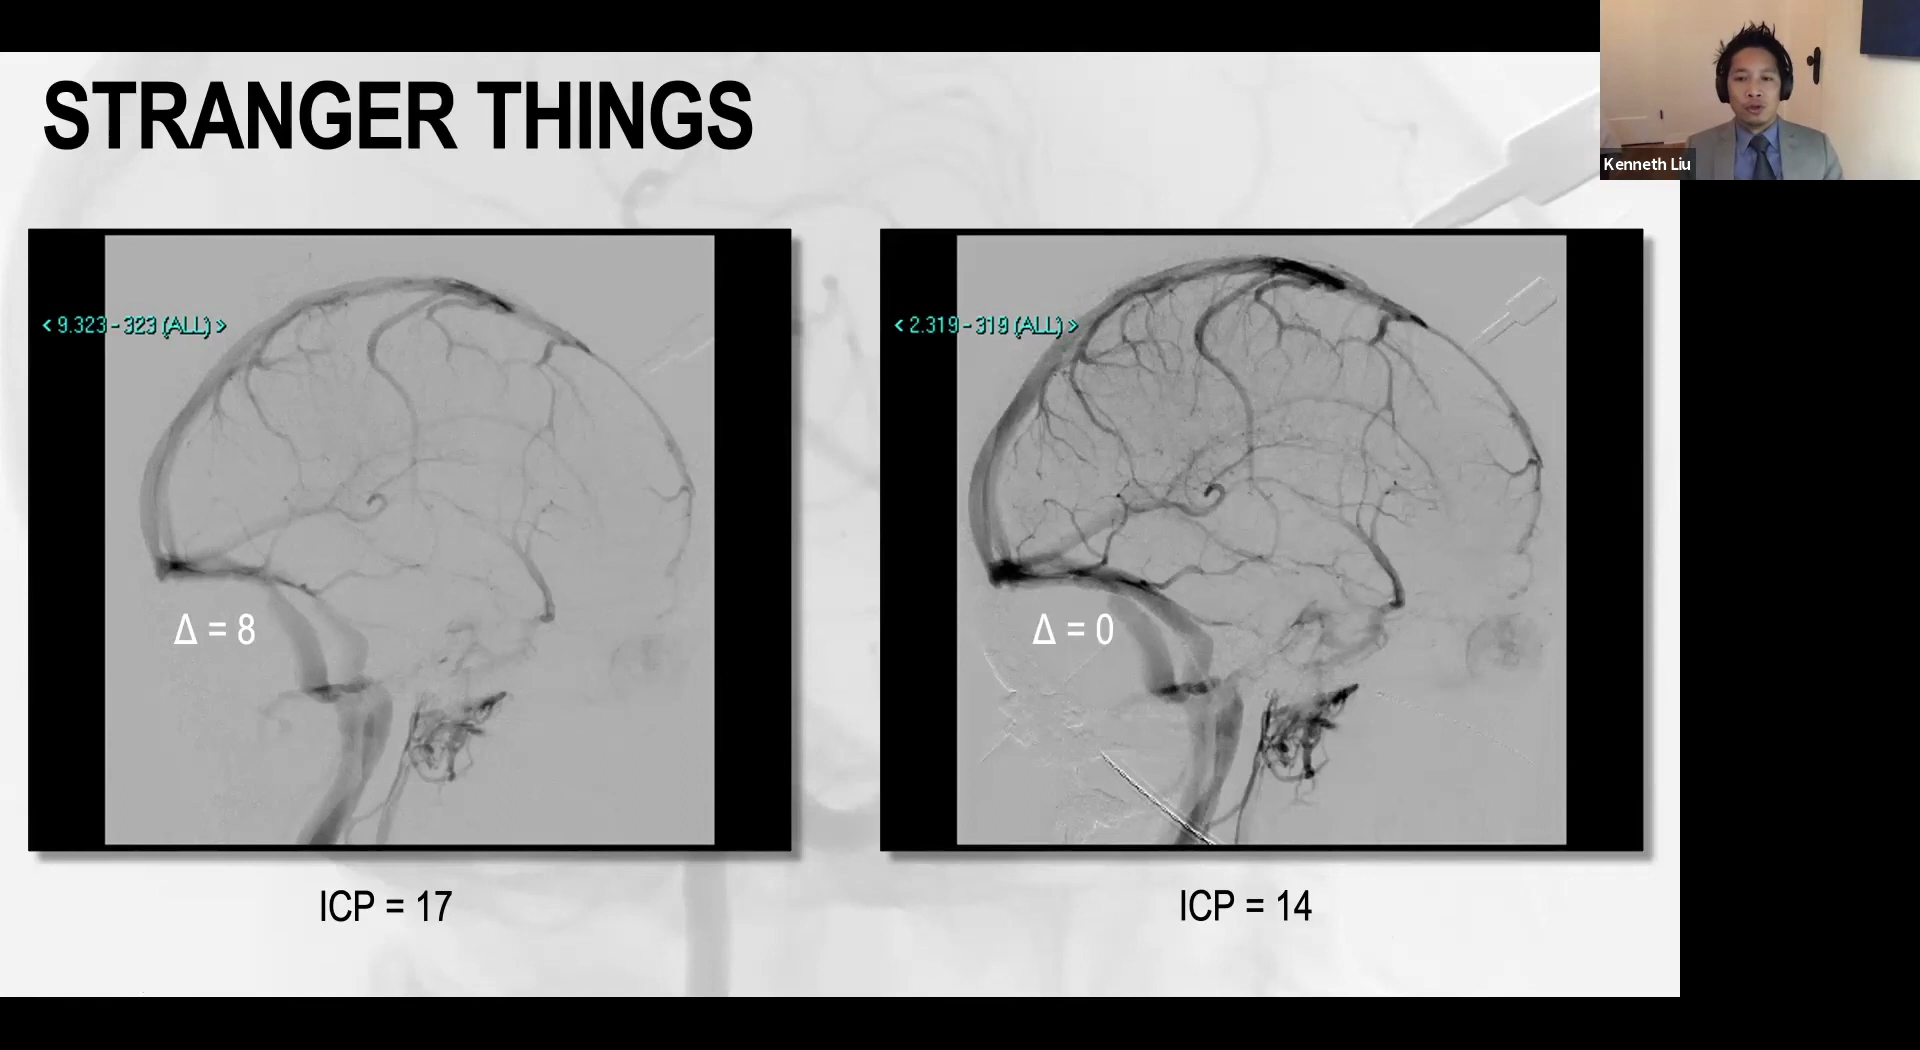 STRANGER THINGS
Kenneth Liu
< 9.323-323 (ALL) >
< 2.319-319 (ALL) >
Δ = 8
Δ = 0
ICP = 17
ICP = 14